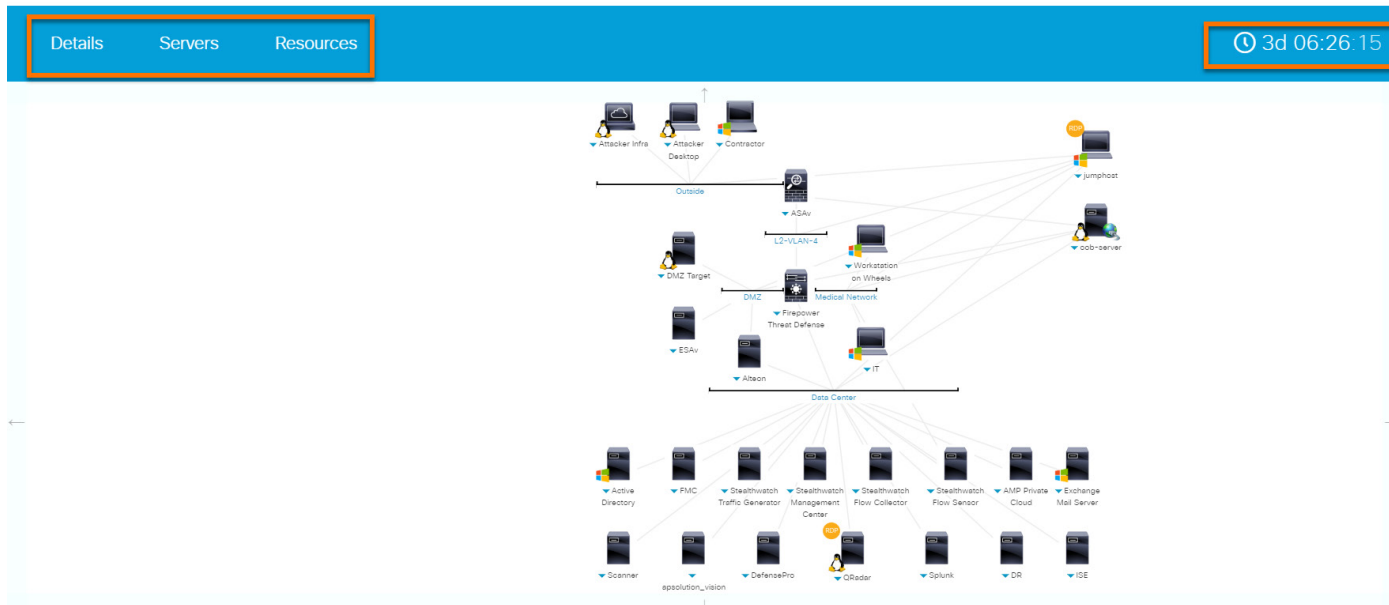 Details Servers Resources 3d 06:26:15
Attacker Infra Attacker Contractor
Desktop
RDP
jumphost
Outside
ASAv
L2-VLAN-4
oob-server
DMZ Target
Workstation
on Wheels
DMZ Medical Network
Firepower
Threat Defense
ESAv
IT
Alteon
Data Center
Active FMC Stealthwatch Stealthwatch Stealthwatch Stealthwatch AMP Private Exchange
Directory Traffic Generator Management Flow Collector Flow Sensor Cloud Mail Server
Center
RDP
Scanner DefensePro QRadar Splunk DR ISE
apsolution_vision